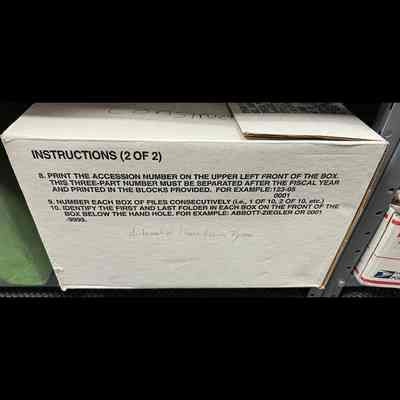 INSTRUCTIONS (2 OF 2)
8. PRINT THE ACCESSION NUMBER ON THE UPPER LEFT FRONT OF THE BOX.
THIS THREE-PART NUMBER MUST BE SEPARATED AFTER THE FISCAL YEAR
AND PRINTED IN THE BLOCKS PROVIDED. FOR EXAMPLE:123-05
0001
9. NUMBER EACH BOX OF FILES CONSECUTIVELY (i.e., 1 OF 10, 2 OF 10, etc.)
10. IDENTIFY THE FIRST AND LAST FOLDER IN EACH BOX ON THE FRONT OF THE
BOX BELOW THE HAND HOLE. FOR EXAMPLE: ABBOTT-ZIEGLER OR 0001
-9999.